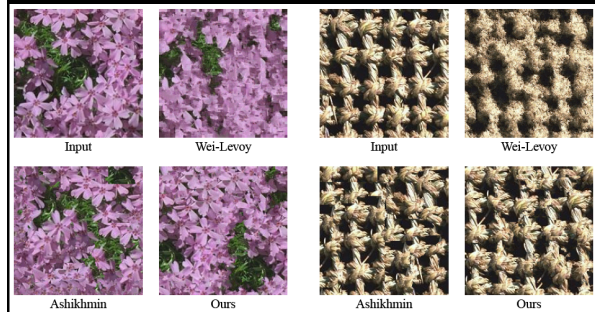 Input
Wei-Levoy
Input
Wei-Levoy
Ashikhmin
Ours
Ashikhmin
Ours